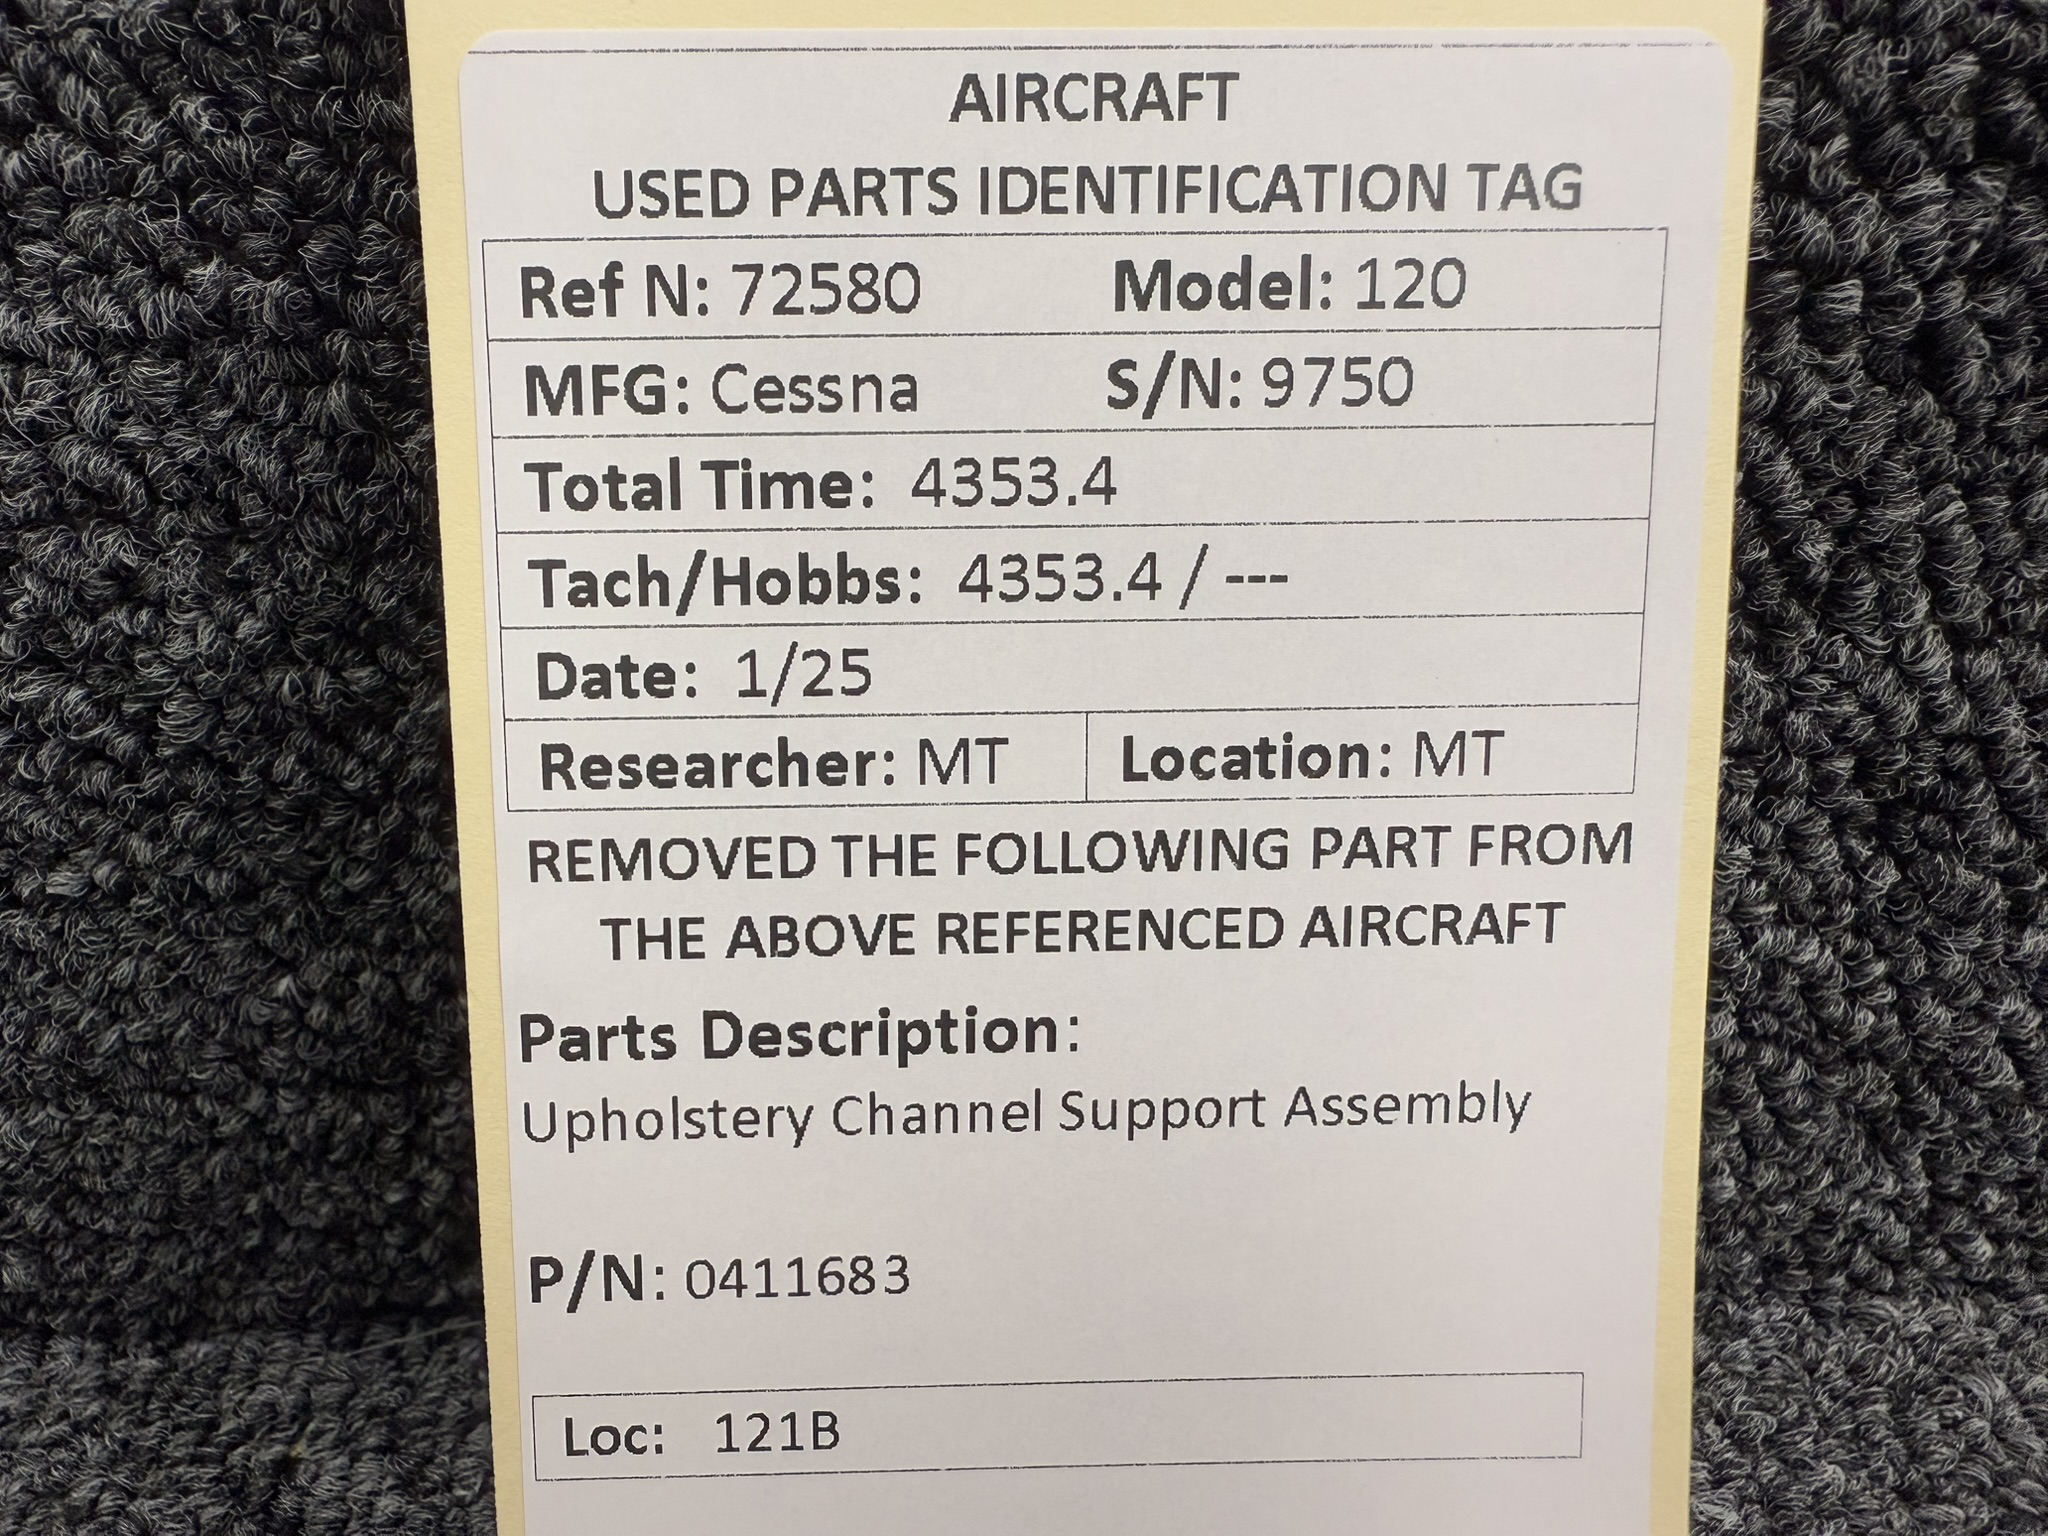 AIRCRAFT
USED PARTS IDENTIFICATION TAG
Ref N: 72580 Model: 120
MFG: Cessna S/N: 9750
Total Time: 4353.4
Tach/Hobbs: 4353.4 / ---
Date: 1/25
Researcher: MT Location: MT
REMOVED THE FOLLOWING PART FROM
THE ABOVE REFERENCED AIRCRAFT
Parts Description:
Upholstery Channel Support Assembly
P/N: 0411683
Loc: 121B